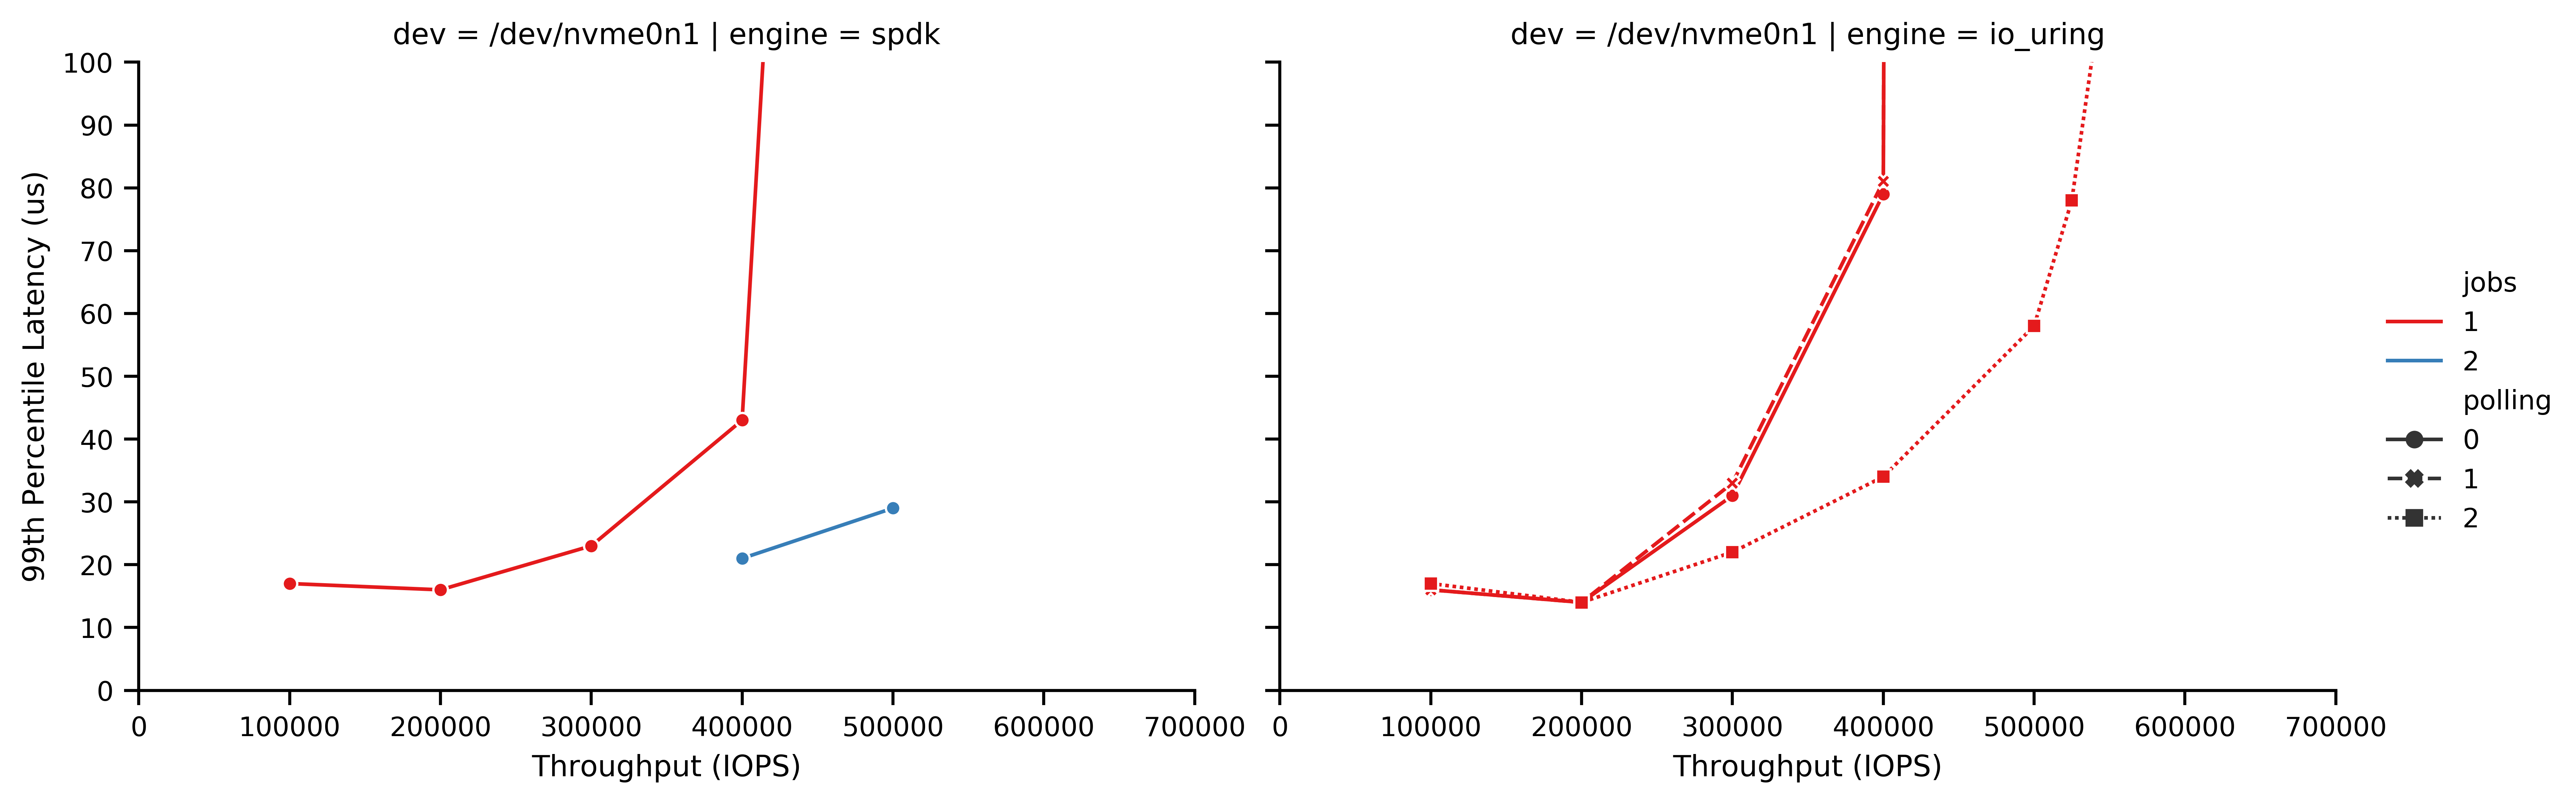 dev = /dev/nvme0n1 | engine = spdk
dev = /dev/nvme0n1 | engine = io_uring
99th Percentile Latency (us)
100
90
80
70
60
50
40
30
20
10
0
0 100000 200000 300000 400000 500000 600000 700000
Throughput (IOPS)
0 100000 200000 300000 400000 500000 600000 700000
Throughput (IOPS)
jobs
1
2
polling
0
1
2